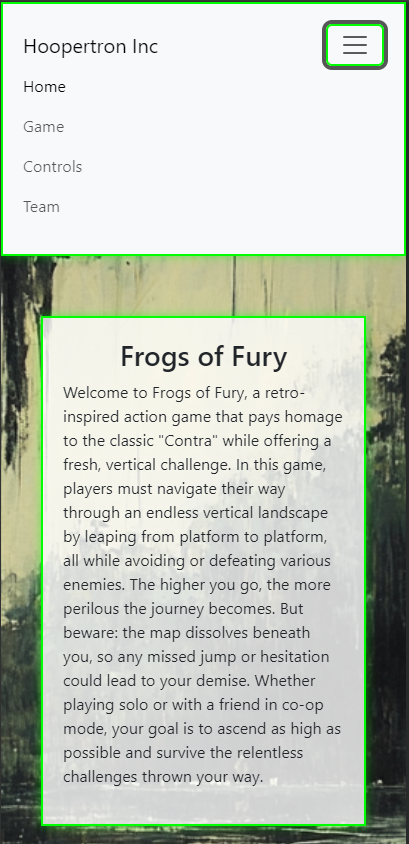 Hoopertron Inc
Home
Game
Controls
Team
Frogs of Fury
Welcome to Frogs of Fury, a retro-
inspired action game that pays homage
to the classic "Contra" while offering a
fresh, vertical challenge. In this game,
players must navigate their way
through an endless vertical landscape
by leaping from platform to platform,
all while avoiding or defeating various
enemies. The higher you go, the more
perilous the journey becomes. But
beware: the map dissolves beneath
you, so any missed jump or hesitation
could lead to your demise. Whether
playing solo or with a friend in co-op
mode, your goal is to ascend as high as
possible and survive the relentless
challenges thrown your way.